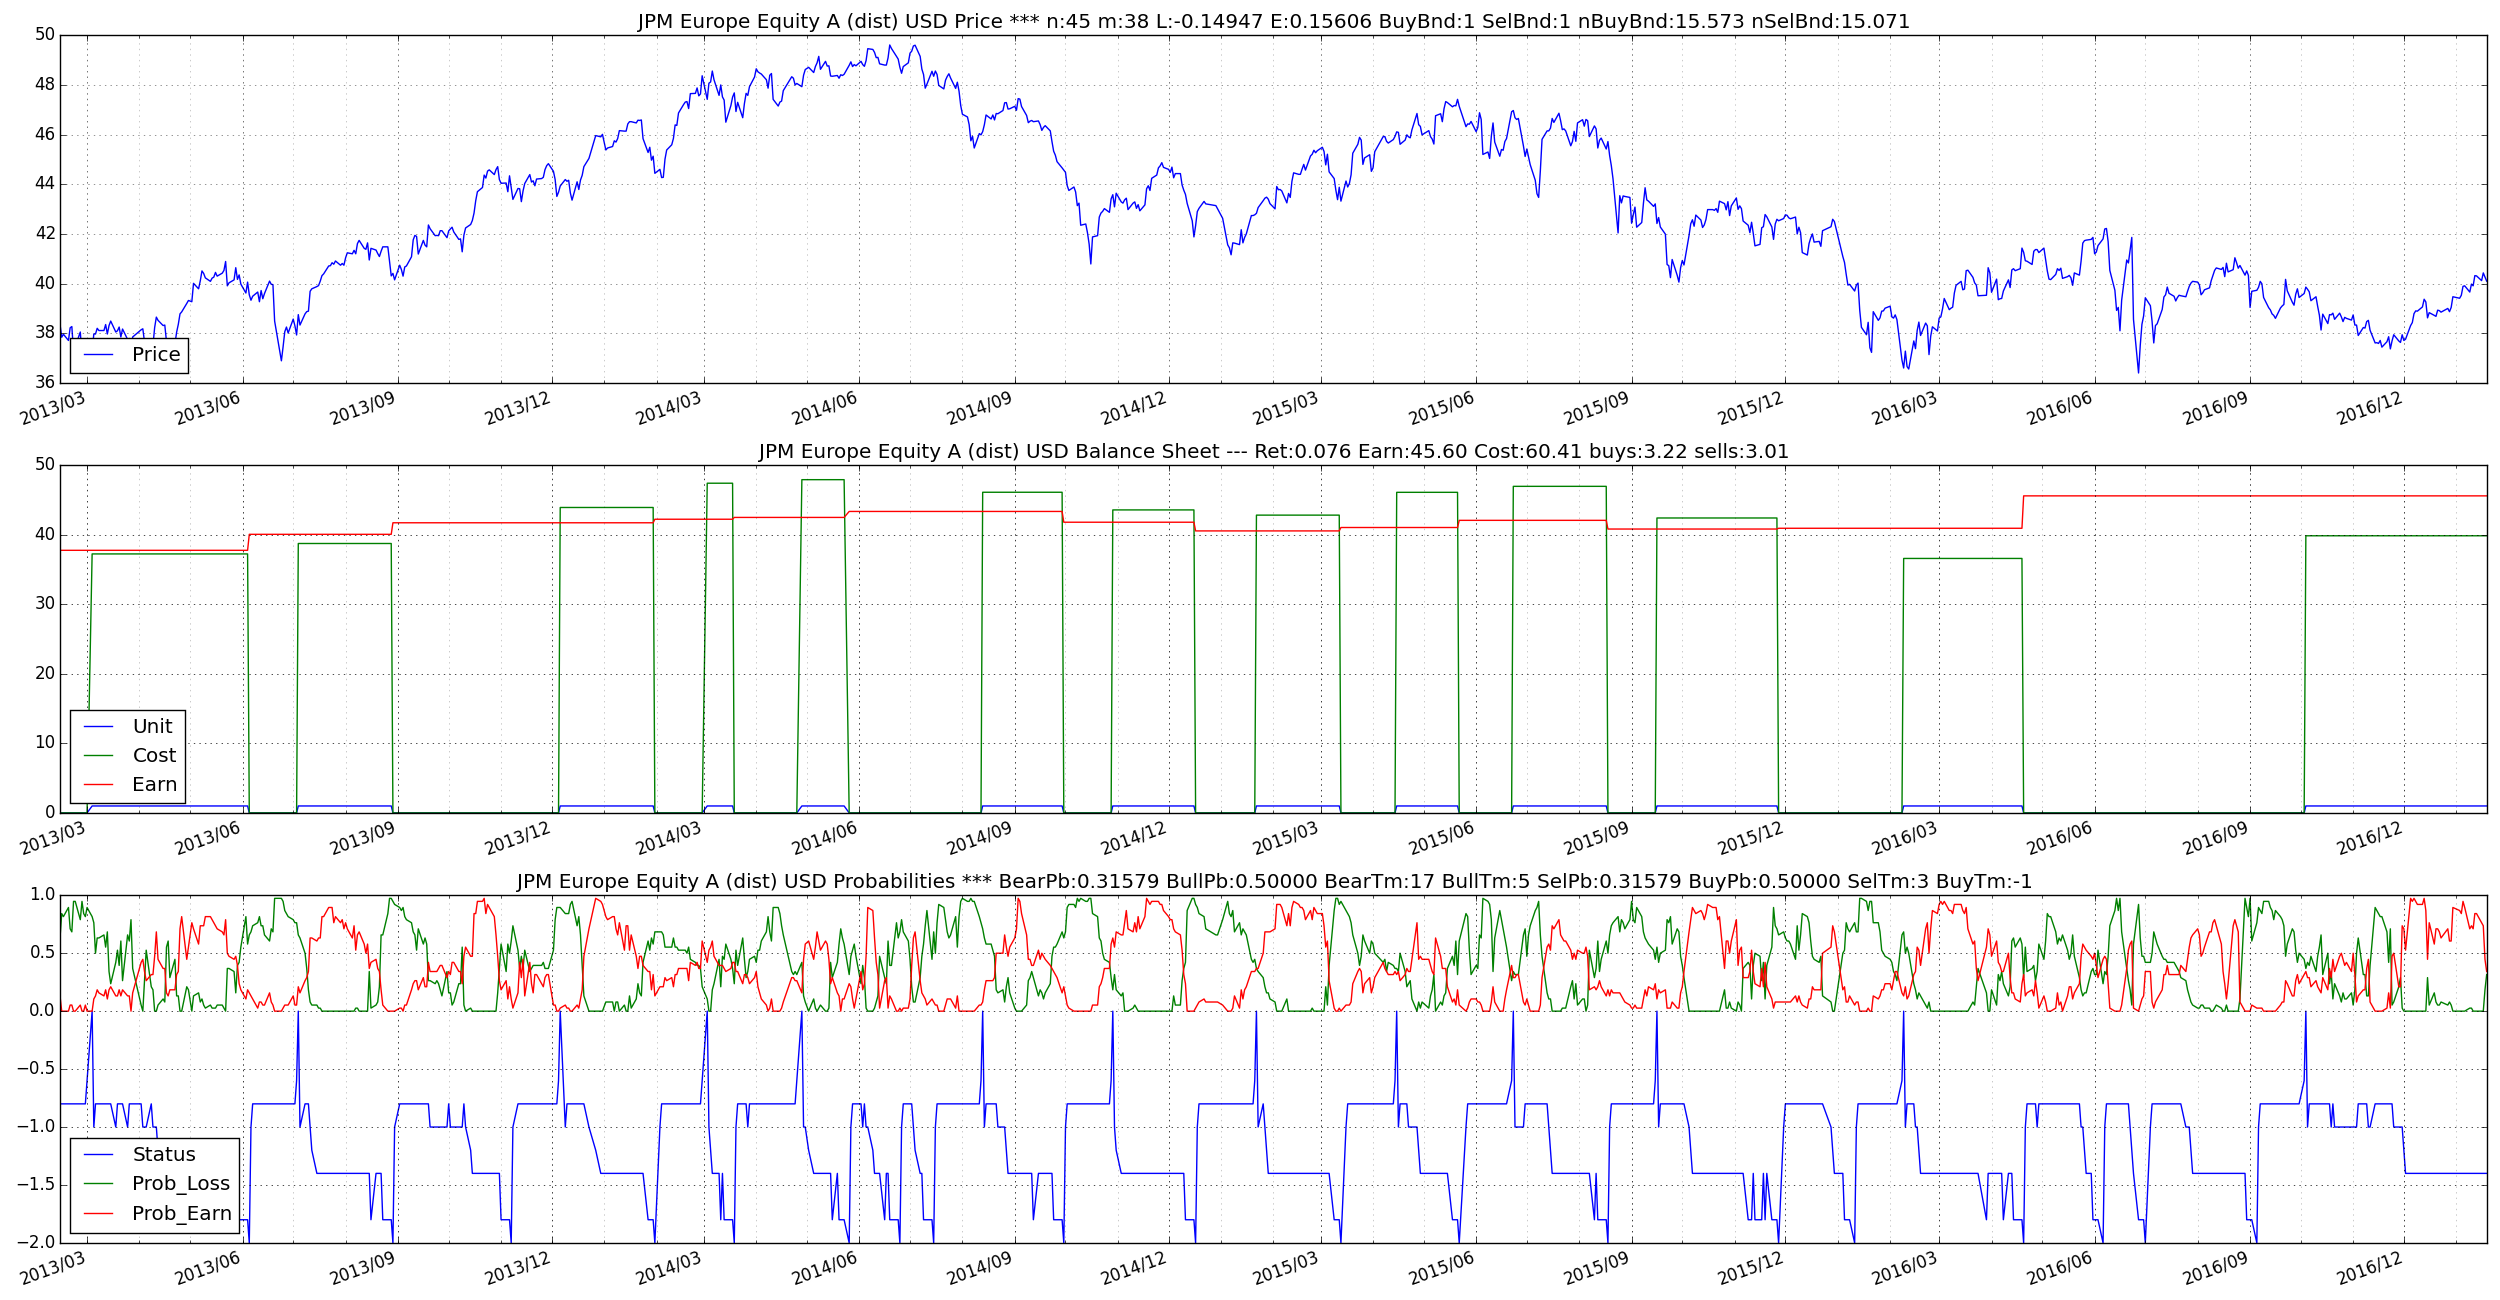 JPM Europe Equity A (dist) USD Price *** n:45 m:38 L:-0.14947 E:0.15606 BuyBnd:1 SelBnd:1 nBuyBnd:15.573 nSelBnd:15.071
50
48
46
44
42
40
38
36
Price
2013/03 2013/06 2013/09 2013/12 2014/03 2014/06 2014/09 2014/12 2015/03 2015/06 2015/09 2015/12 2016/03 2016/06 2016/09 2016/12
JPM Europe Equity A (dist) USD Balance Sheet --- Ret:0.076 Earn:45.60 Cost:60.41 buys:3.22 sells:3.01
50
40
30
20
10
0
Unit
Cost
Earn
2013/03 2013/06 2013/09 2013/12 2014/03 2014/06 2014/09 2014/12 2015/03 2015/06 2015/09 2015/12 2016/03 2016/06 2016/09 2016/12
JPM Europe Equity A (dist) USD Probabilities *** BearPb:0.31579 BullPb:0.50000 BearTm:17 BullTm:5 SelPb:0.31579 BuyPb:0.50000 SelTm:3 BuyTm:-1
1.0
0.5
0.0
−0.5
−1.0
−1.5
−2.0
Status
Prob_Loss
Prob_Earn
2013/03 2013/06 2013/09 2013/12 2014/03 2014/06 2014/09 2014/12 2015/03 2015/06 2015/09 2015/12 2016/03 2016/06 2016/09 2016/12